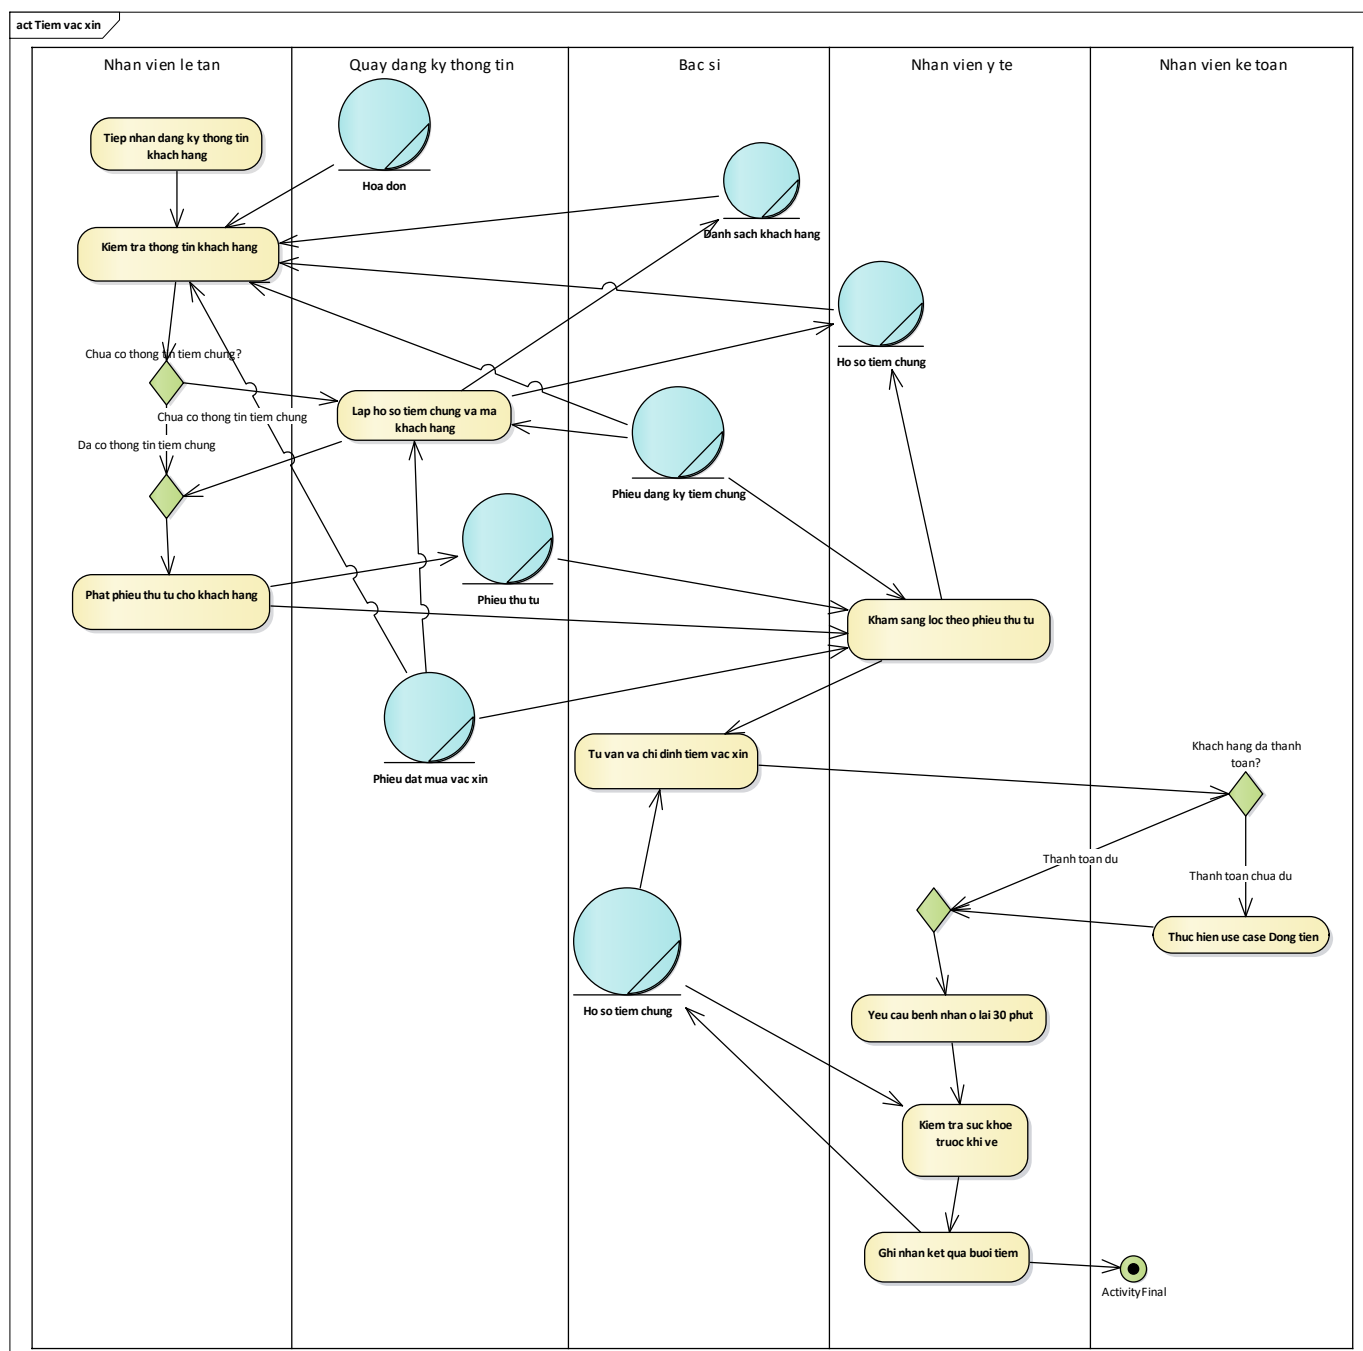 act Tiem vac xin
Nhan vien le tan
Quay dang ky thong tin
Bac si
Nhan vien y te
Nhan vien ke toan
Tiep nhan dang ky thong tin
khach hang
Hoa don
Danh sach khach hang
Kiem tra thong tin khach hang
Ho so tiem chung
Chua co thong tin tiem chung?
Chua co thong tin tiem chung
Lap ho so tiem chung va ma
khach hang
Da co thong tin tiem chung
Phieu dang ky tiem chung
Phat phieu thu tu cho khach hang
Phieu thu tu
Kham sang loc theo phieu thu tu
Phieu dat mua vac xin
Tu van va chi dinh tiem vac xin
Khach hang da thanh
toan?
Thanh toan du
Thanh toan chua du
Thuc hien use case Dong tien
Ho so tiem chung
Yeu cau benh nhan o lai 30 phut
Kiem tra suc khoe
truoc khi ve
Ghi nhan ket qua buoi tiem
ActivityFinal